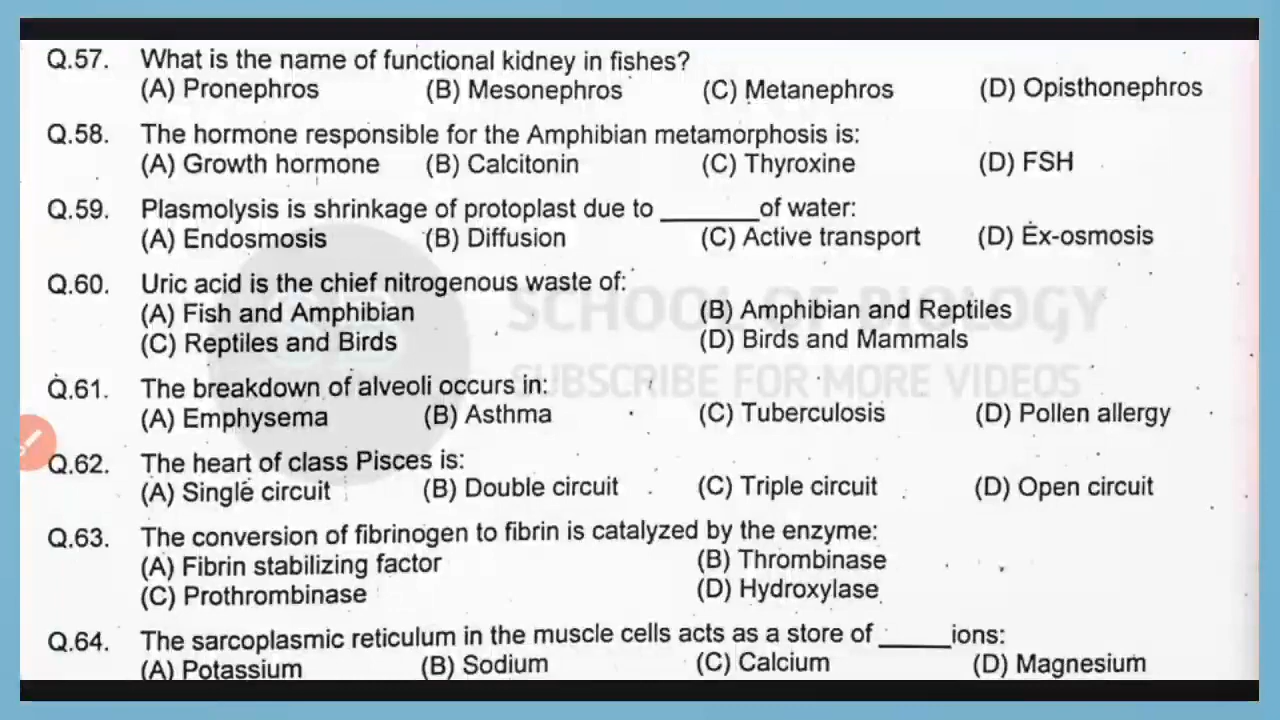 Q.57. What is the name of functional kidney in fishes?
(A) Pronephros (B) Mesonephros (C) Metanephros (D) Opisthonephros
Q.58. The hormone responsible for the Amphibian metamorphosis is:
(A) Growth hormone (B) Calcitonin (C) Thyroxine (D) FSH
Q.59. Plasmolysis is shrinkage of protoplast due to _______ of water:
(A) Endosmosis (B) Diffusion (C) Active transport (D) Ex-osmosis
Q.60. Uric acid is the chief nitrogenous waste of:
(A) Fish and Amphibian (B) Amphibian and Reptiles
(C) Reptiles and Birds (D) Birds and Mammals
SCHOOL OF BIOLOGY
SUBSCRIBE FOR MORE VIDEOS
Q.61. The breakdown of alveoli occurs in:
(A) Emphysema (B) Asthma (C) Tuberculosis (D) Pollen allergy
Q.62. The heart of class Pisces is:
(A) Single circuit (B) Double circuit (C) Triple circuit (D) Open circuit
Q.63. The conversion of fibrinogen to fibrin is catalyzed by the enzyme:
(A) Fibrin stabilizing factor (B) Thrombinase
(C) Prothrombinase (D) Hydroxylase
Q.64. The sarcoplasmic reticulum in the muscle cells acts as a store of _____ ions:
(A) Potassium (B) Sodium (C) Calcium (D) Magnesium